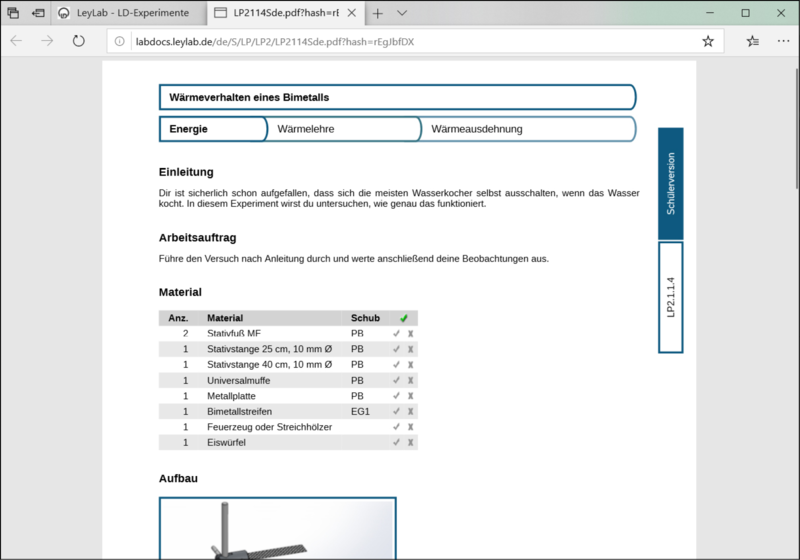 LeyLab - LD-Experimente
LP2114Sde.pdf?hash=rE
labdocs.leylab.de/de/S/LP/LP2/LP2114Sde.pdf?hash=rEgJbfDX
Wärmeverhalten eines Bimetalls
Energie Wärmelehre Wärmeausdehnung
Schülerversion
LP2.1.1.4
Einleitung
Dir ist sicherlich schon aufgefallen, dass sich die meisten Wasserkocher selbst ausschalten, wenn das Wasser
kocht. In diesem Experiment wirst du untersuchen, wie genau das funktioniert.
Arbeitsauftrag
Führe den Versuch nach Anleitung durch und werte anschließend deine Beobachtungen aus.
Material
Anz. Material Schub
2 Stativfuß MF PB
1 Stativstange 25 cm, 10 mm Ø PB
1 Stativstange 40 cm, 10 mm Ø PB
1 Universalmuffe PB
1 Metallplatte PB
1 Bimetallstreifen EG1
1 Feuerzeug oder Streichhölzer
1 Eiswürfel
Aufbau